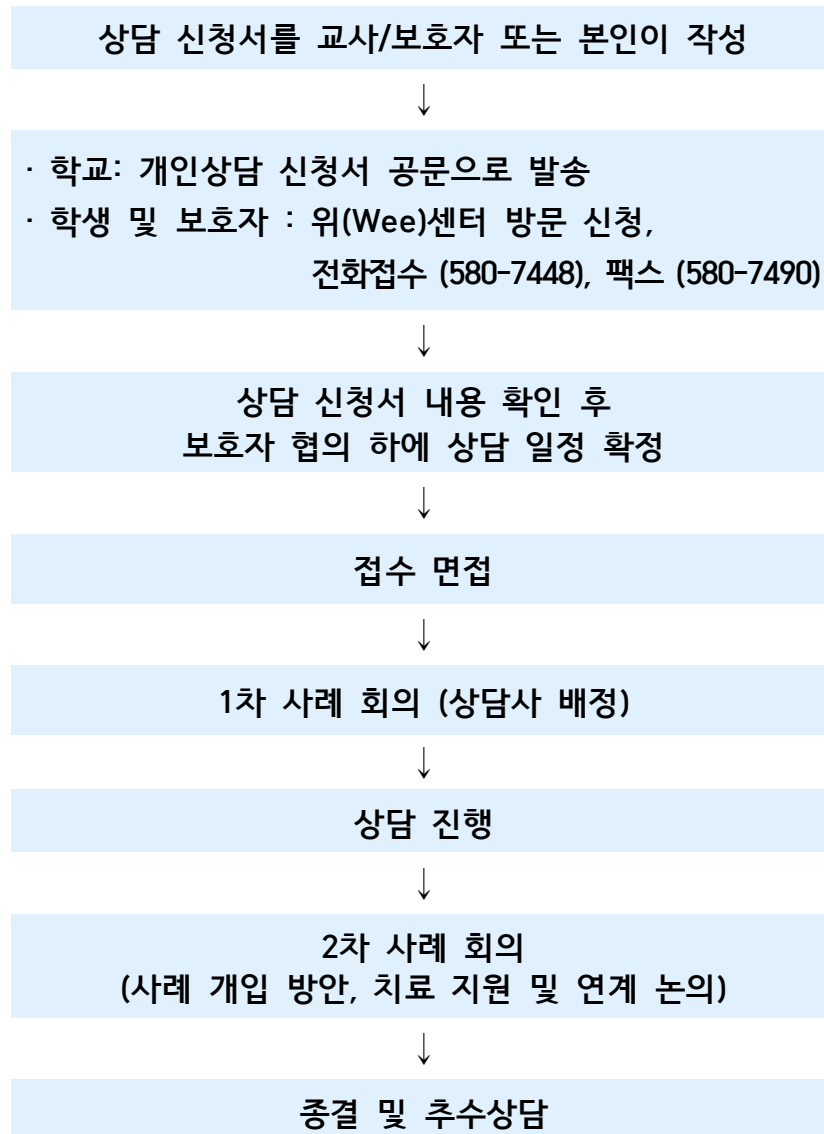 상담 신청서를 교사/보호자 또는 본인이 작성
↓
· 학교: 개인상담 신청서 공문으로 발송
· 학생 및 보호자 : 위(Wee)센터 방문 신청,
전화접수 (580-7448), 팩스 (580-7490)
↓
상담 신청서 내용 확인 후
보호자 협의 하에 상담 일정 확정
↓
접수 면접
↓
1차 사례 회의 (상담사 배정)
↓
상담 진행
↓
2차 사례 회의
(사례 개입 방안, 치료 지원 및 연계 논의)
↓
종결 및 추수상담